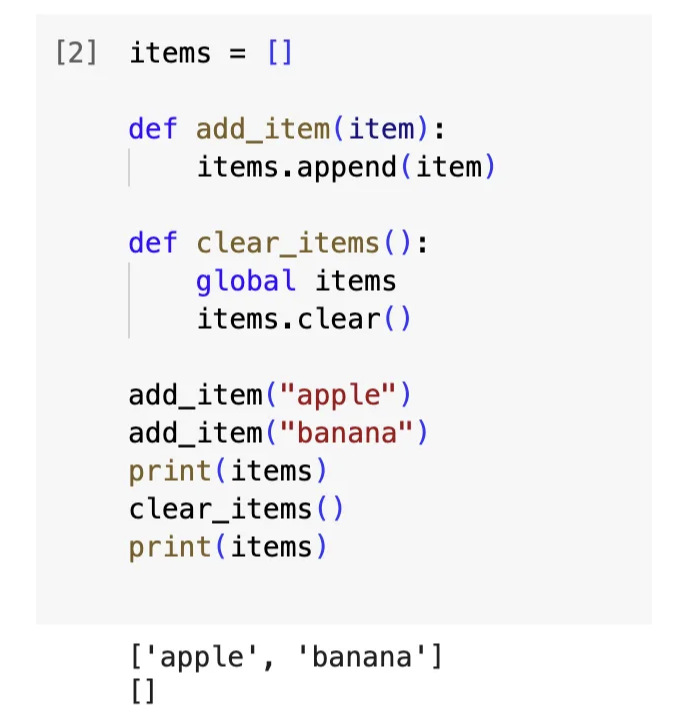 [2] items = []
def add_item(item):
    items.append(item)
def clear_items():
    global items
    items.clear()
add_item("apple")
add_item("banana")
print(items)
clear_items()
print(items)
['apple', 'banana']
[]